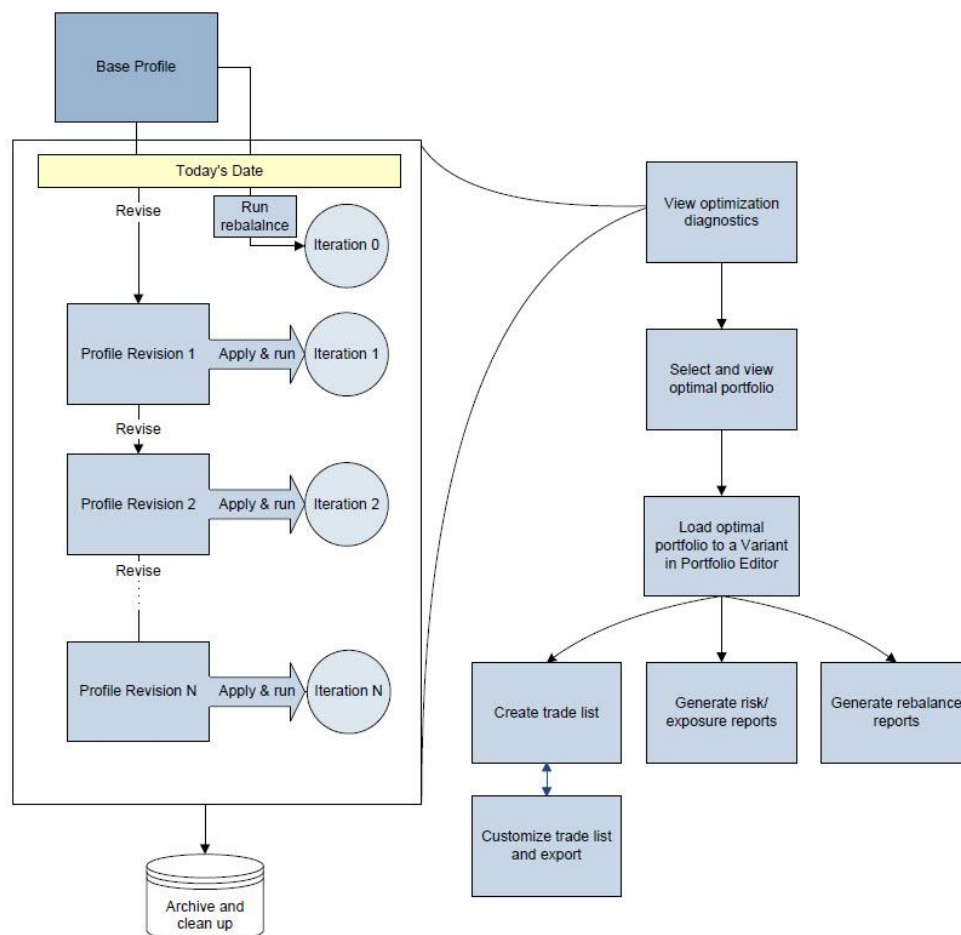 Base Profile
Today's Date
Revise
Run
rebalalnce
Iteration 0
Profile Revision 1
Apply & run
Iteration 1
Revise
Profile Revision 2
Apply & run
Iteration 2
Revise
Profile Revision N
Apply & run
Iteration N
Archive and
clean up
View optimization
diagnostics
Select and view
optimal portfolio
Load optimal
portfolio to a Variant
in Portfolio Editor
Create trade list
Generate risk/
exposure reports
Generate rebalance
reports
Customize trade list
and export